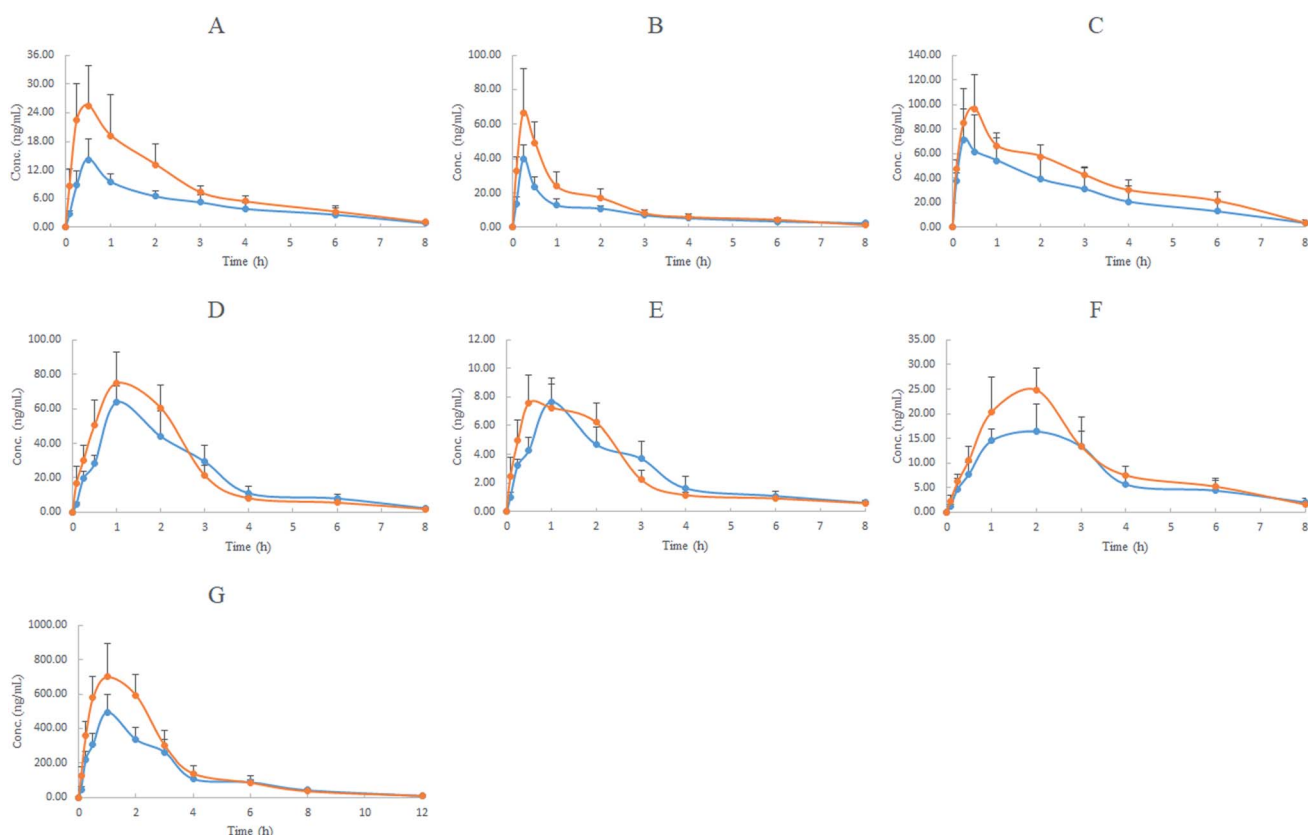 A
Conc. (ng/mL)
36.00
30.00
24.00
18.00
12.00
6.00
0.00
0 1 2 3 4 5 6 7 8
Time (h)
B
Conc. (ng/mL)
100.00
80.00
60.00
40.00
20.00
0.00
0 1 2 3 4 5 6 7 8
Time (h)
C
Conc. (ng/mL)
140.00
120.00
100.00
80.00
60.00
40.00
20.00
0.00
0 1 2 3 4 5 6 7 8
Time (h)
D
Conc. (ng/mL)
100.00
80.00
60.00
40.00
20.00
0.00
0 1 2 3 4 5 6 7 8
Time (h)
E
Conc. (ng/mL)
12.00
10.00
8.00
6.00
4.00
2.00
0.00
0 1 2 3 4 5 6 7 8
Time (h)
F
Conc. (ng/mL)
35.00
30.00
25.00
20.00
15.00
10.00
5.00
0.00
0 1 2 3 4 5 6 7 8
Time (h)
G
Conc. (ng/mL)
1000.00
800.00
600.00
400.00
200.00
0.00
0 2 4 6 8 10 12
Time (h)